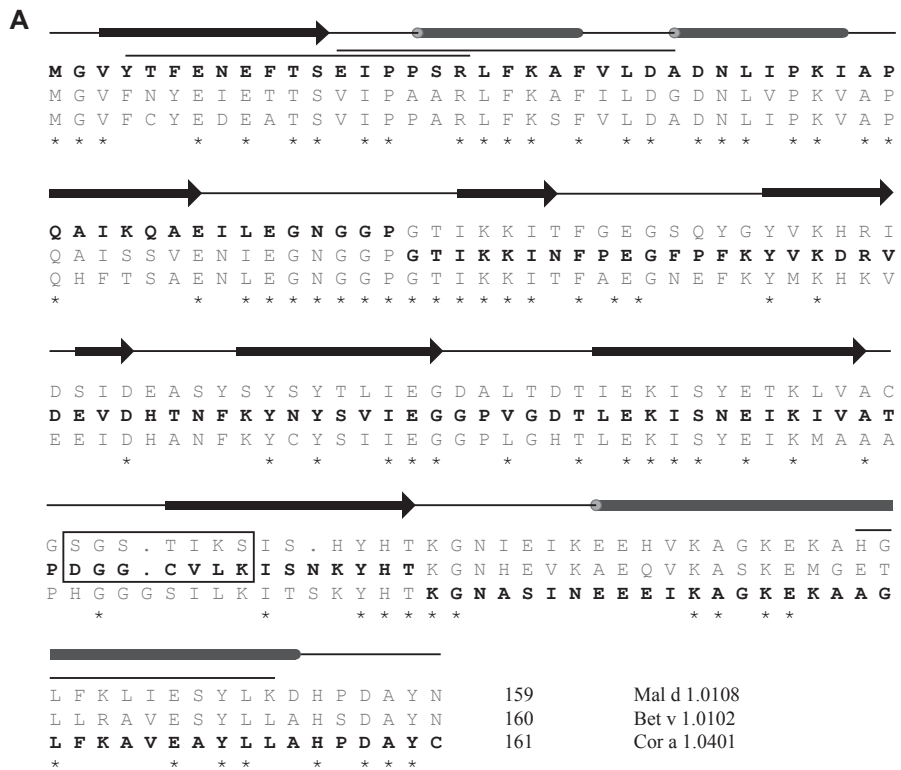 A
M G V Y T F E N E F T S E I P P S R L F K A F V L D A D N L I P K I A P
M G V F N Y E I E T T S V I P A A R L F K A F I L D G D N L V P K V A P
M G V F C Y E D E A T S V I P P A R L F K S F V L D A D N L I P K V A P
* * * * * * * * * * * * * * * * * * * * *
Q A I K Q A E I L E G N G G P G T I K K I T F G E G S Q Y G Y V K H R I
Q A I S S V E N I E G N G G P G T I K K I N F P E G F P F K Y V K D R V
Q H F T S A E N L E G N G G P G T I K K I T F A E G N E F K Y M K H K V
* * * * * * * * * * * * * * * * * * *
D S I D E A S Y S Y S Y T L I E G D A L T D T I E K I S Y E T K L V A C
D E V D H T N F K Y N Y S V I E G G P V G D T L E K I S N E I K I V A T
E E I D H A N F K Y C Y S I I E G G P L G H T L E K I S Y E I K M A A A
* * * * * * * * * * * * * *
G S G S . T I K S I S . H Y H T K G N I E I K E E H V K A G K E K A H G
P D G G . C V L K I S N K Y H T K G N H E V K A E Q V K A S K E M G E T
P H G G G S I L K I T S K Y H T K G N A S I N E E E I K A G K E K A A G
* * * * * * * * * * *
L F K L I E S Y L K D H P D A Y N 159 Mal d 1.0108
L L R A V E S Y L L A H S D A Y N 160 Bet v 1.0102
L F K A V E A Y L L A H P D A Y C 161 Cor a 1.0401
* * * * * * * *